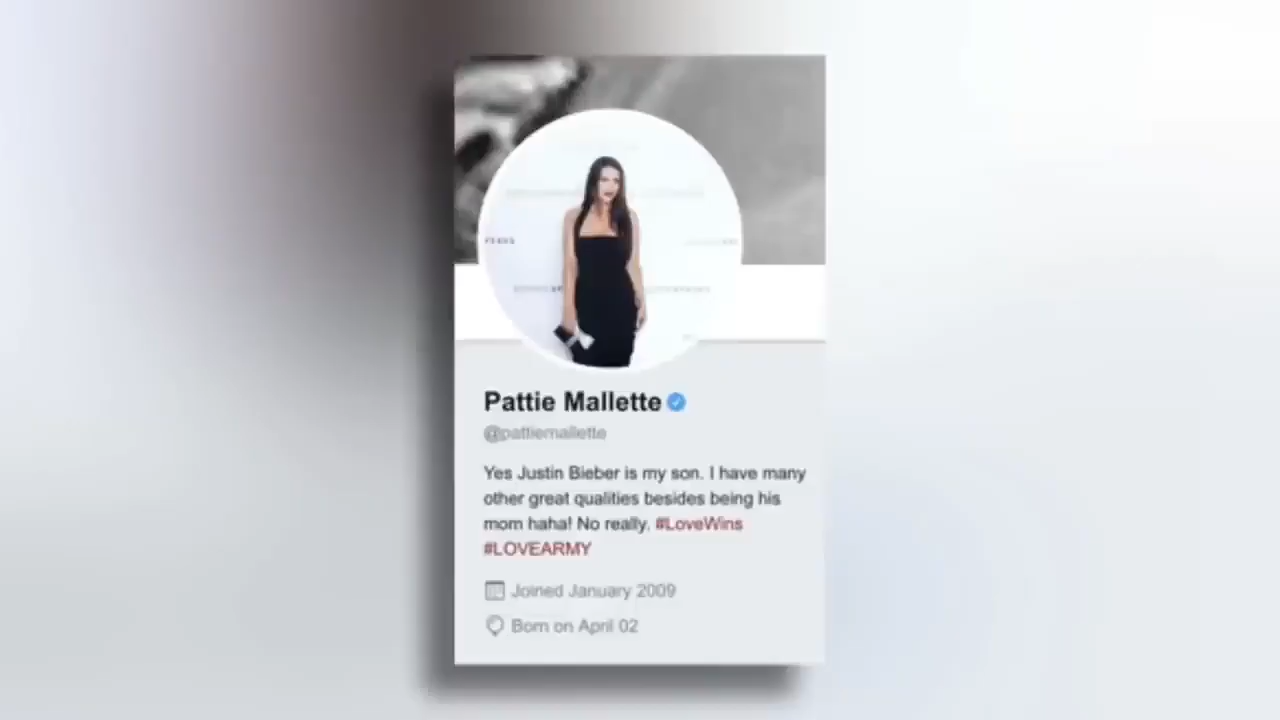 Pattie Mallette
@pattiemallette
Yes Justin Bieber is my son. I have many
other great qualities besides being his
mom haha! No really. #LoveWins
#LOVEARMY
Joined January 2009
Born on April 02